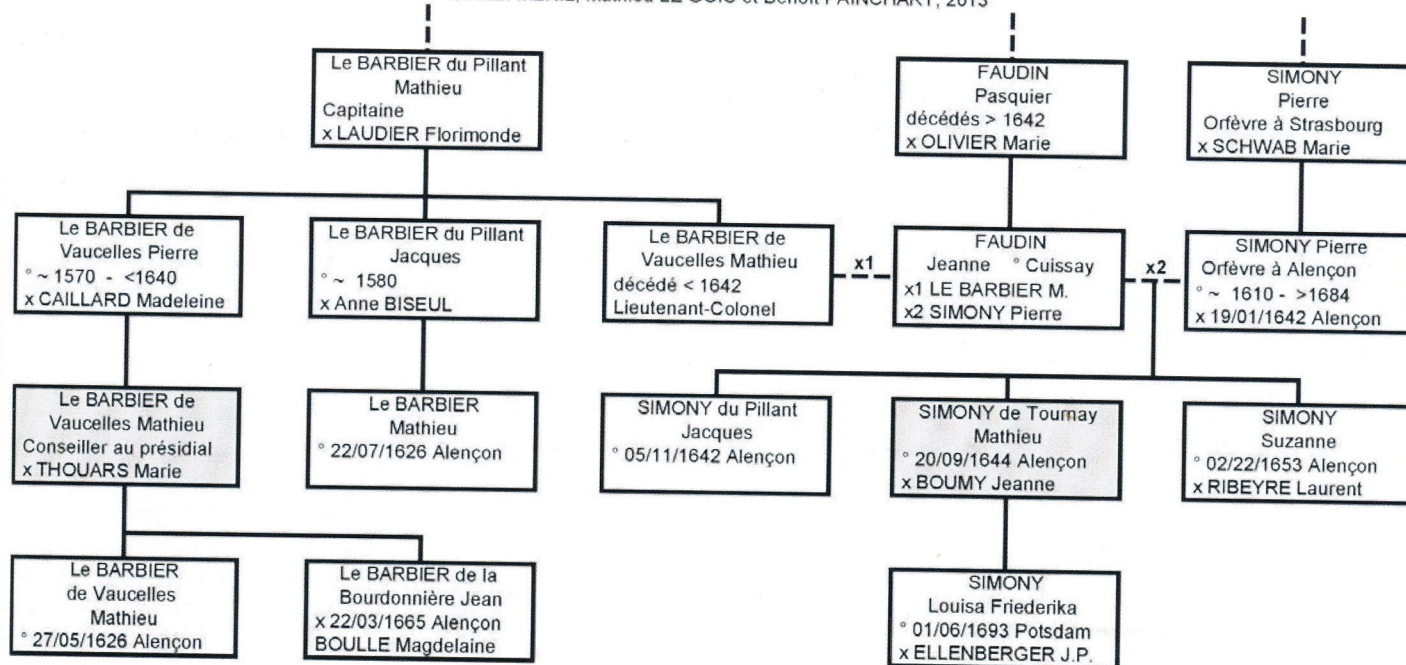 Mathieu LE GOIC et Benoît PAINCHART, 2013
Le BARBIER du Pillant
Mathieu
Capitaine
x LAUDIER Florimonde
FAUDIN
Pasquier
décédés > 1642
x OLIVIER Marie
SIMONY
Pierre
Orfèvre à Strasbourg
x SCHWAB Marie
Le BARBIER de
Vaucelles Pierre
° ~ 1570 - <1640
x CAILLARD Madeleine
Le BARBIER du Pillant
Jacques
° ~ 1580
x Anne BISEUL
Le BARBIER de
Vaucelles Mathieu
décédé < 1642
Lieutenant-Colonel
x1
FAUDIN
Jeanne ° Cuissay
x1 LE BARBIER M.
x2 SIMONY Pierre
x2
SIMONY Pierre
Orfèvre à Alençon
° ~ 1610 - >1684
x 19/01/1642 Alençon
Le BARBIER de
Vaucelles Mathieu
Conseiller au présidial
x THOUARS Marie
Le BARBIER
Mathieu
° 22/07/1626 Alençon
SIMONY du Pillant
Jacques
° 05/11/1642 Alençon
SIMONY de Tournay
Mathieu
° 20/09/1644 Alençon
x BOUMY Jeanne
SIMONY
Suzanne
° 02/22/1653 Alençon
x RIBEYRE Laurent
Le BARBIER
de Vaucelles
Mathieu
° 27/05/1626 Alençon
Le BARBIER de la
Bourdonnière Jean
x 22/03/1665 Alençon
BOULLE Magdelaine
SIMONY
Louisa Friederika
° 01/06/1693 Potsdam
x ELLENBERGER J.P.